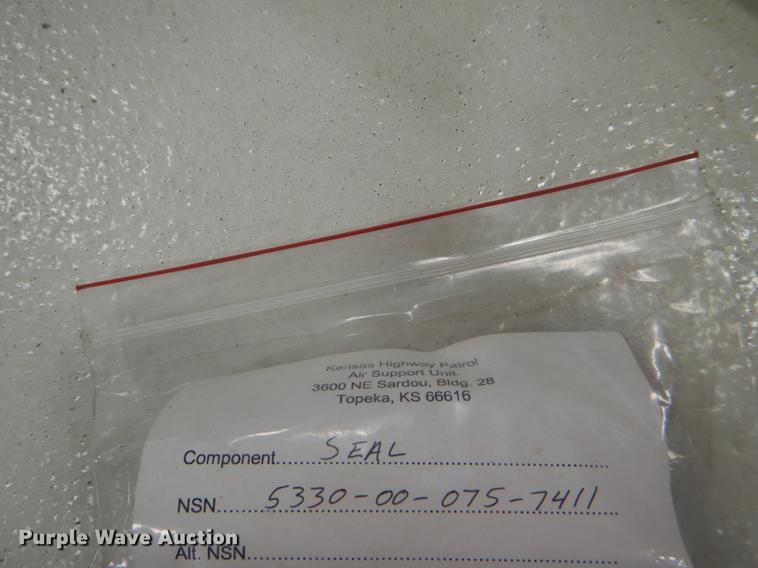 Kansas Highway Patrol
Air Support Unit
3600 NE Sardou, Bldg. 28
Topeka, KS 66616
Component.....SEAL
NSN.....5330-00-075-7411
Alt. NSN.....
Purple Wave Auction